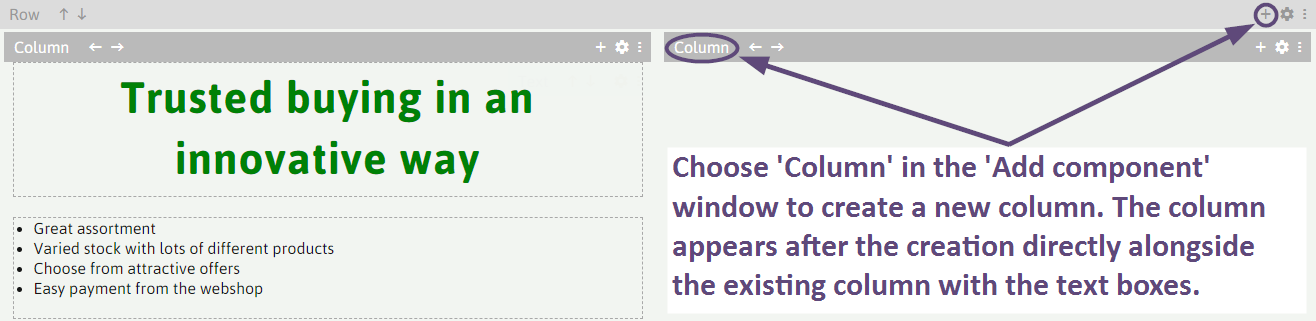 Row
Column
Column
Trusted buying in an
innovative way
Great assortment
Varied stock with lots of different products
Choose from attractive offers
Easy payment from the webshop
Choose 'Column' in the 'Add component'
window to create a new column. The column
appears after the creation directly alongside
the existing column with the text boxes.